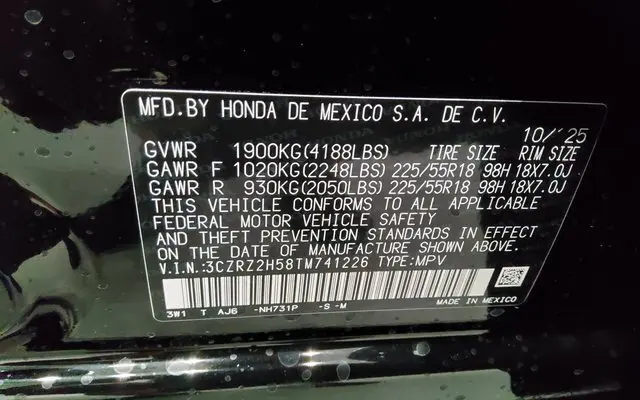 MFD.BY HONDA DE MEXICO S.A. DE C.V.
10/'25
GVWR 1900KG(4188LBS) TIRE SIZE RIM SIZE
GAWR F 1020KG(2248LBS) 225/55R18 98H 18X7.0J
GAWR R 930KG(2050LBS) 225/55R18 98H 18X7.0J
THIS VEHICLE CONFORMS TO ALL APPLICABLE
FEDERAL MOTOR VEHICLE SAFETY
AND THEFT PREVENTION STANDARDS IN EFFECT
ON THE DATE OF MANUFACTURE SHOWN ABOVE.
V.I.N.:3CZRZ2H58TM741226 TYPE:MPV
3W1 T AJ6 -NH731P -S -M MADE IN MEXICO